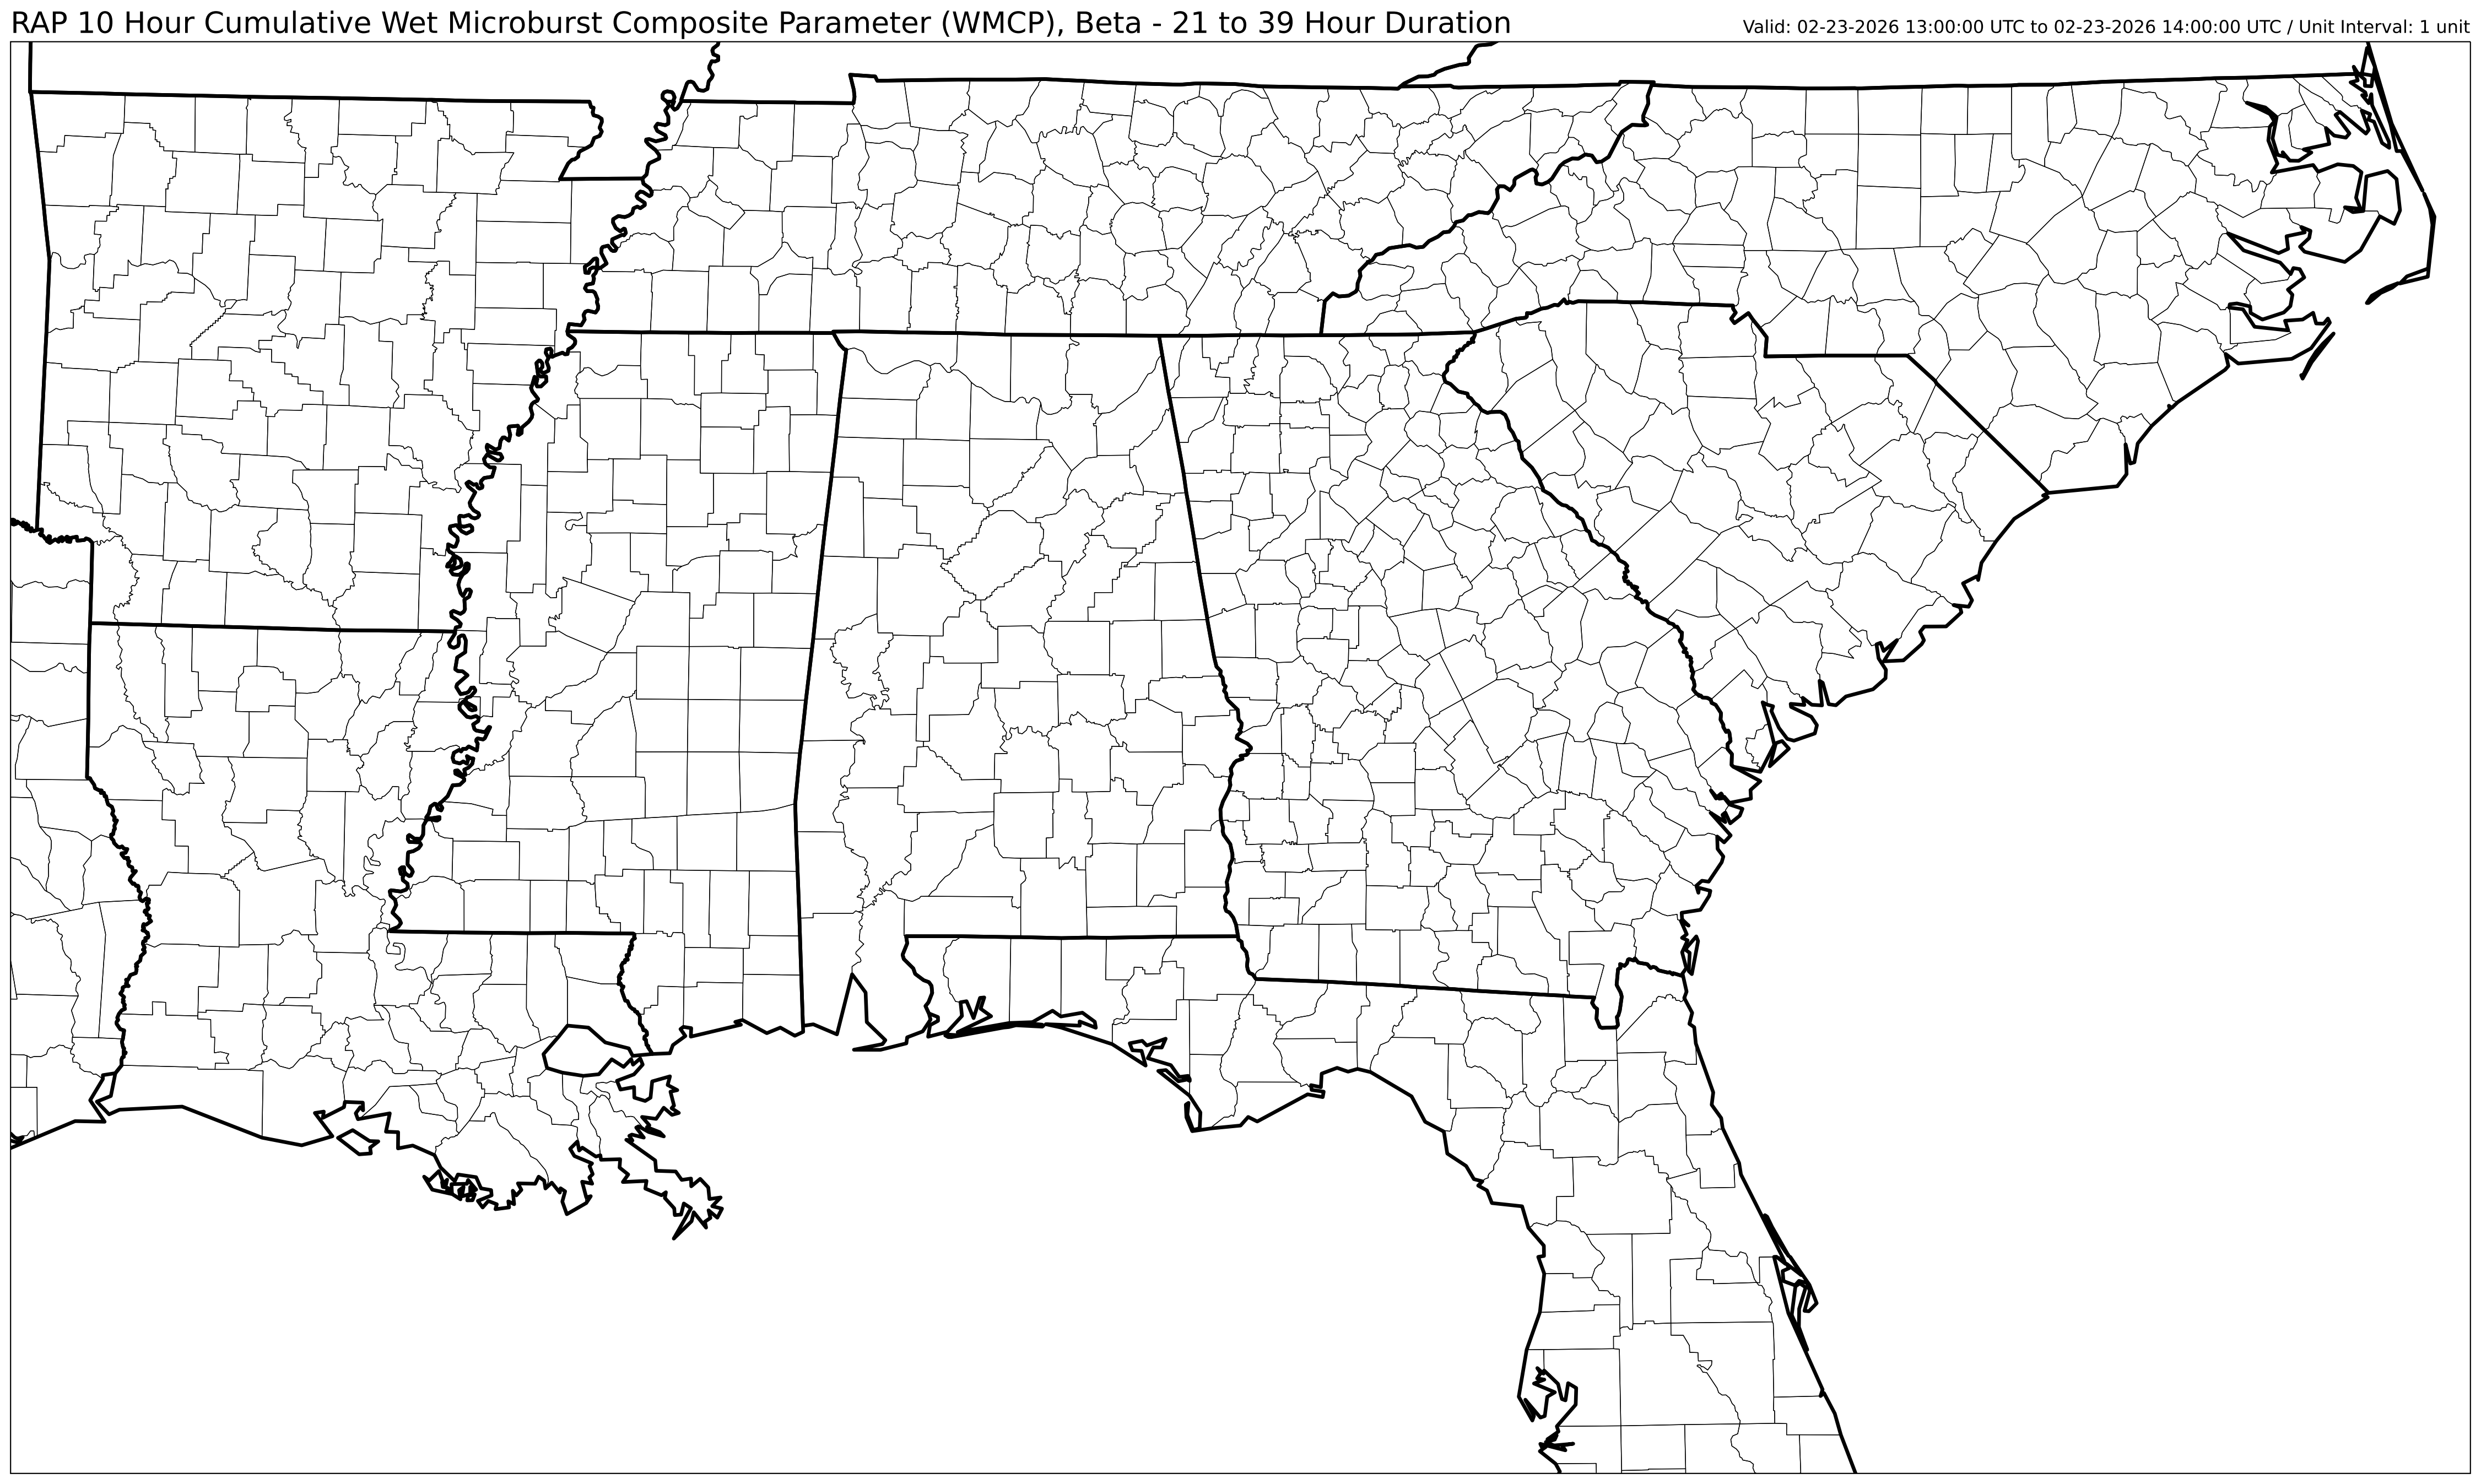 RAP 10 Hour Cumulative Wet Microburst Composite Parameter (WMCP), Beta - 21 to 39 Hour Duration
Valid: 02-23-2026 13:00:00 UTC to 02-23-2026 14:00:00 UTC / Unit Interval: 1 unit